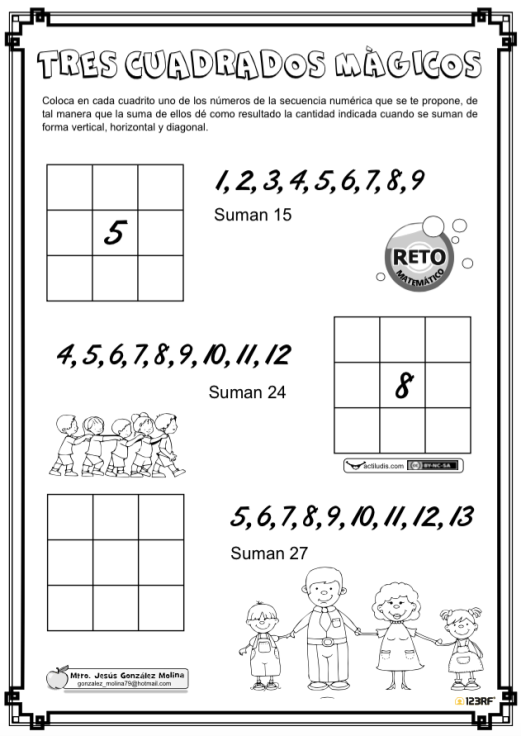 TRES CUADRADOS MÀGICOS
Coloca en cada cuadrito uno de los números de la secuencia numérica que se te propone, de
tal manera que la suma de ellos dé como resultado la cantidad indicada cuando se suman de
forma vertical, horizontal y diagonal.
1, 2, 3, 4, 5, 6, 7, 8, 9
Suman 15
5
RETO
MATEMÁTICO
4, 5, 6, 7, 8, 9, 10, 11, 12
Suman 24
8
actiludis.com
BY-NC-SA
5, 6, 7, 8, 9, 10, 11, 12, 13
Suman 27
Mtro. Jesús González Molina
gonzalez_molina79@hotmail.com
123RF